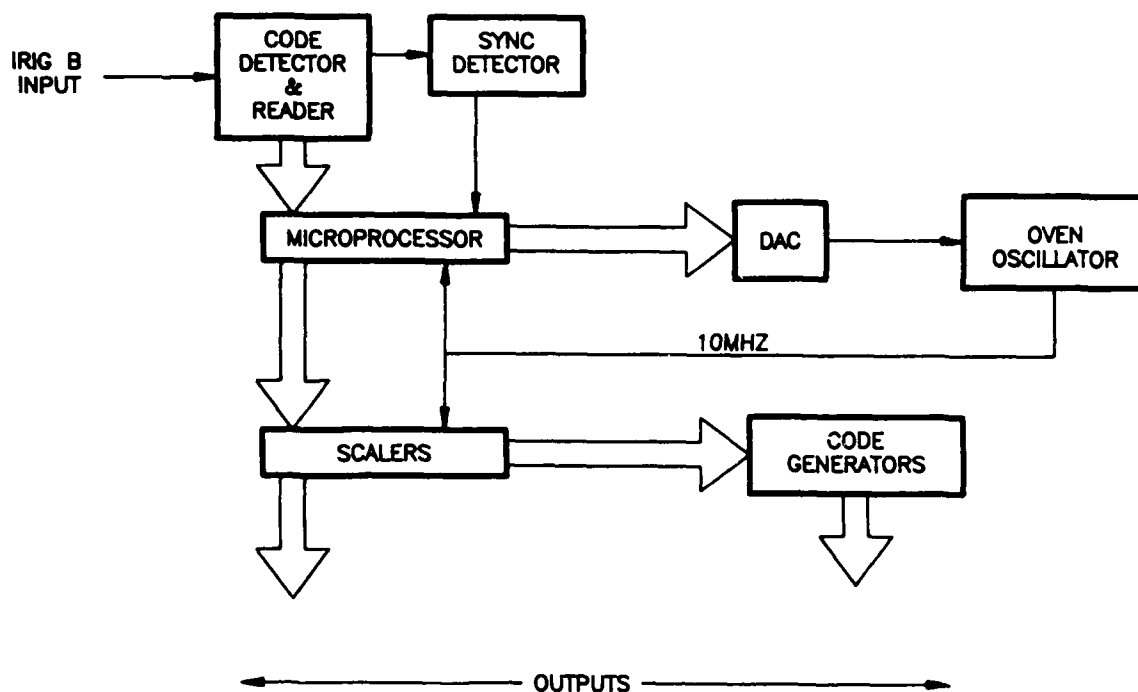 IRIG B
INPUT
CODE
DETECTOR
&
READER
SYNC
DETECTOR
MICROPROCESSOR
DAC
OVEN
OSCILLATOR
10MHZ
SCALERS
CODE
GENERATORS
OUTPUTS